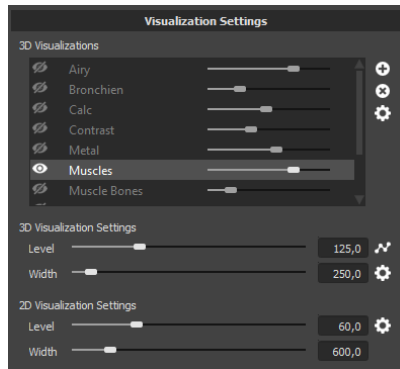 Visualization Settings
3D Visualizations
Airy
Bronchien
Calc
Contrast
Metal
Muscles
Muscle Bones
3D Visualization Settings
Level 125,0
Width 250,0
2D Visualization Settings
Level 60,0
Width 600,0